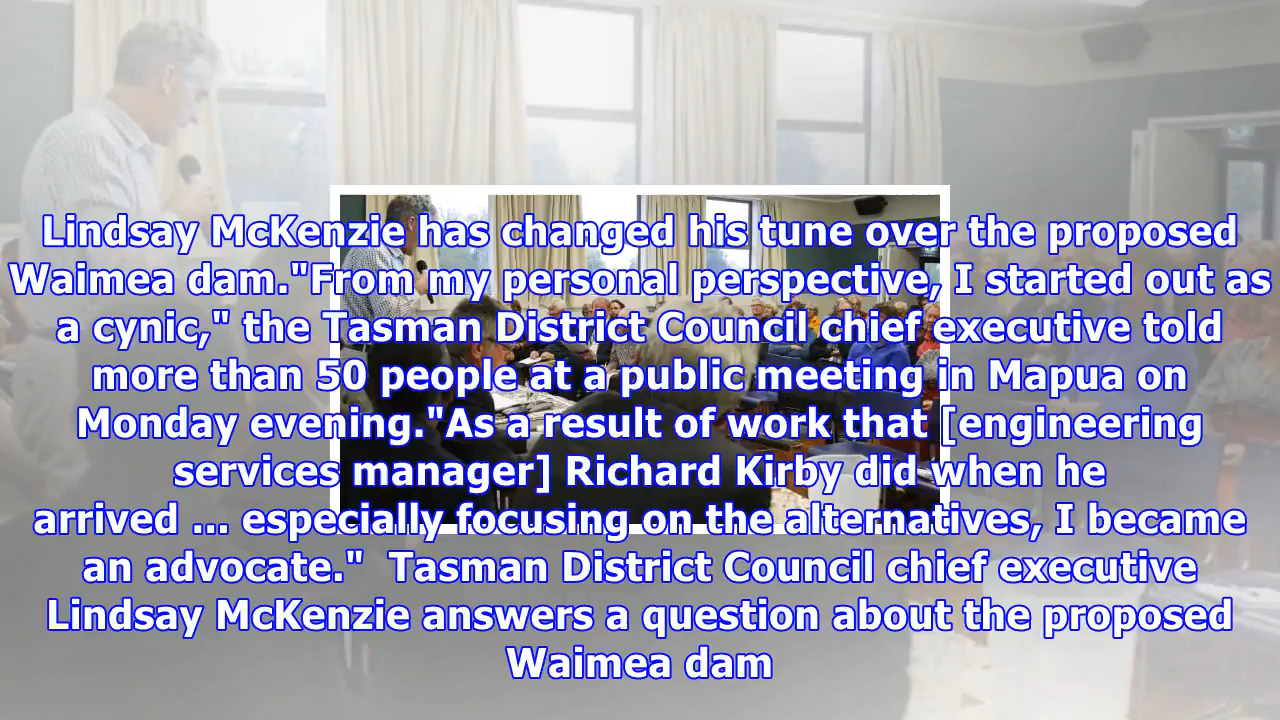 Lindsay McKenzie has changed his tune over the proposed
Waimea dam."From my personal perspective, I started out as
a cynic," the Tasman District Council chief executive told
more than 50 people at a public meeting in Mapua on
Monday evening."As a result of work that [engineering
services manager] Richard Kirby did when he
arrived ... especially focusing on the alternatives, I became
an advocate."  Tasman District Council chief executive
Lindsay McKenzie answers a question about the proposed
Waimea dam